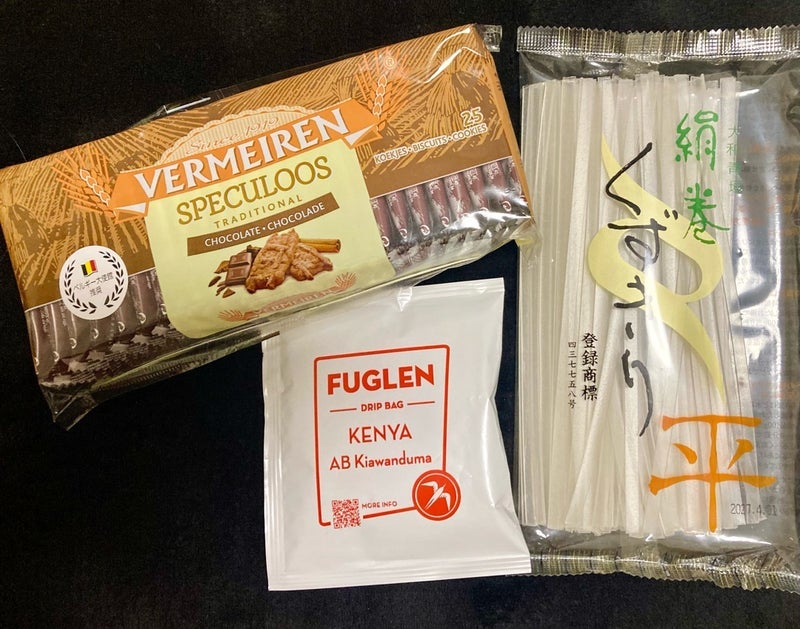 Since 1919
VERMEIREN
SPECULOOS
TRADITIONAL
CHOCOLATE • CHOCOLADE
25
KOEKJES • BISCUITS • COOKIES
ベルギー大使館
推奨
VERMEIREN
FUGLEN
DRIP BAG
KENYA
AB Kiawanduma
MORE INFO
絹巻
くずきり
登録商標
四三七七五八号
平
2027.4.01